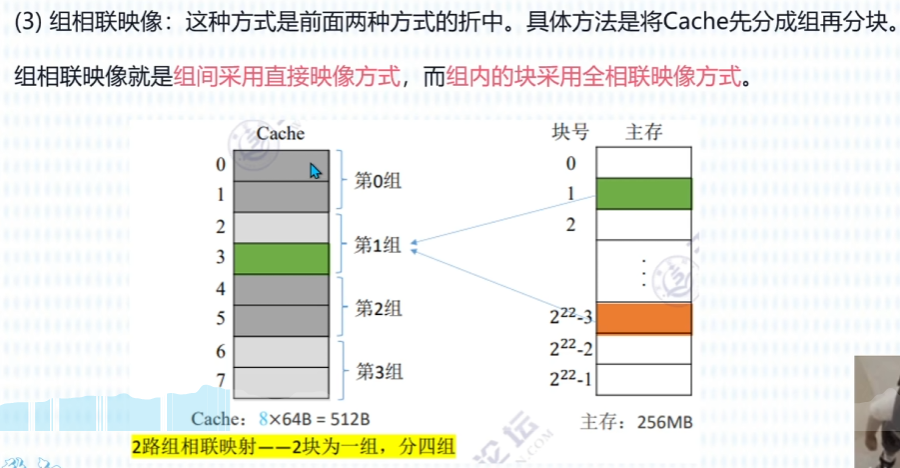 (3) 组相联映像：这种方式是前面两种方式的折中。具体方法是将Cache先分成组再分块。
组相联映像就是组间采用直接映像方式，而组内的块采用全相联映像方式。
Cache
块号 主存
0
1
2
3
4
5
6
7
第0组
第1组
第2组
第3组
0
1
2
2²²-3
2²²-2
2²²-1
Cache：8×64B = 512B
主存：256MB
2路组相联映射——2块为一组，分四组
论坛